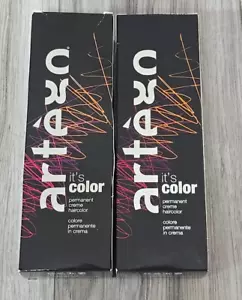 artègo
it's
color
permanent
creme
haircolor
colore
permanente
in crema
artègo
it's
color
permanent
creme
haircolor
colore
permanente
in crema